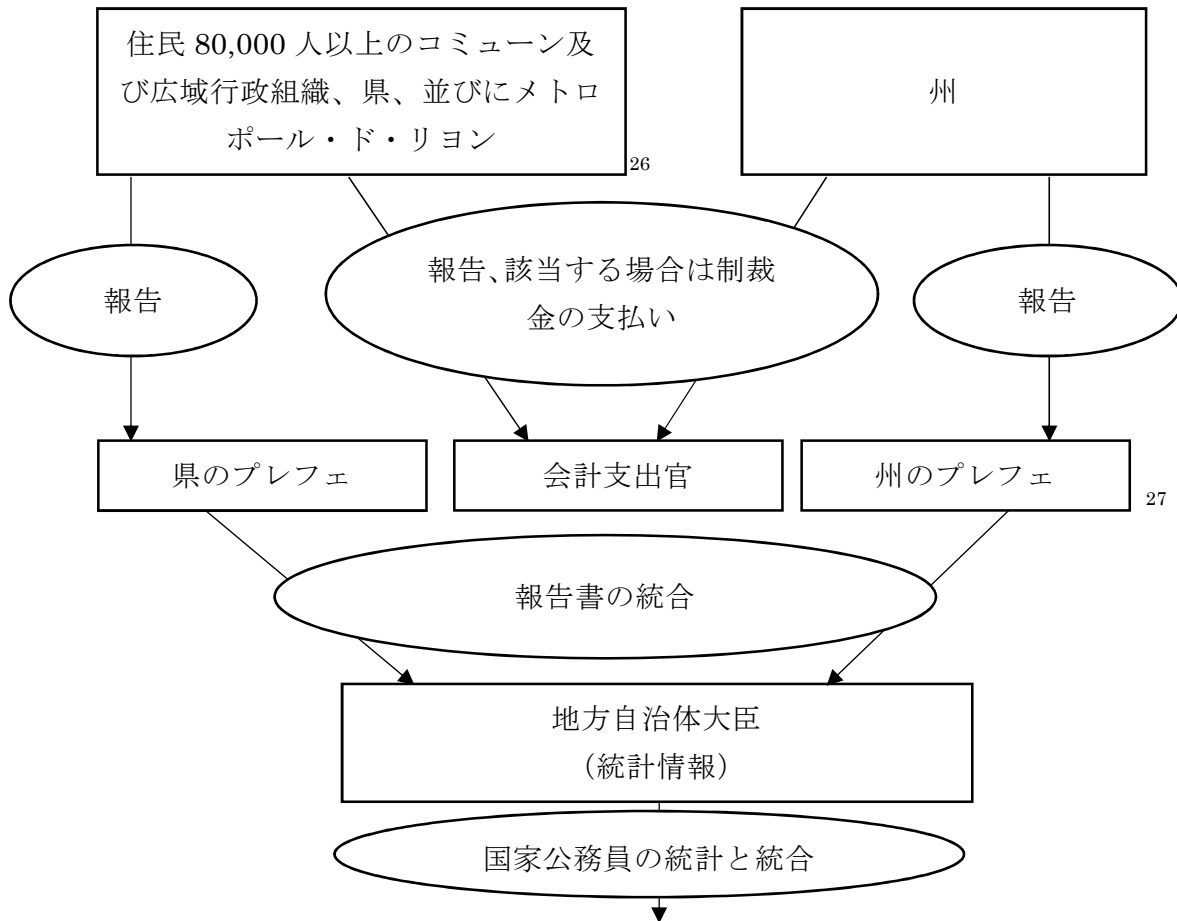 住民 80,000 人以上のコミューン及
び広域行政組織、県、並びにメトロ
ポール・ド・リヨン
26
州
報告
報告、該当する場合は制裁
金の支払い
報告
県のプレフェ
会計支出官
州のプレフェ
27
報告書の統合
地方自治体大臣
（統計情報）
国家公務員の統計と統合